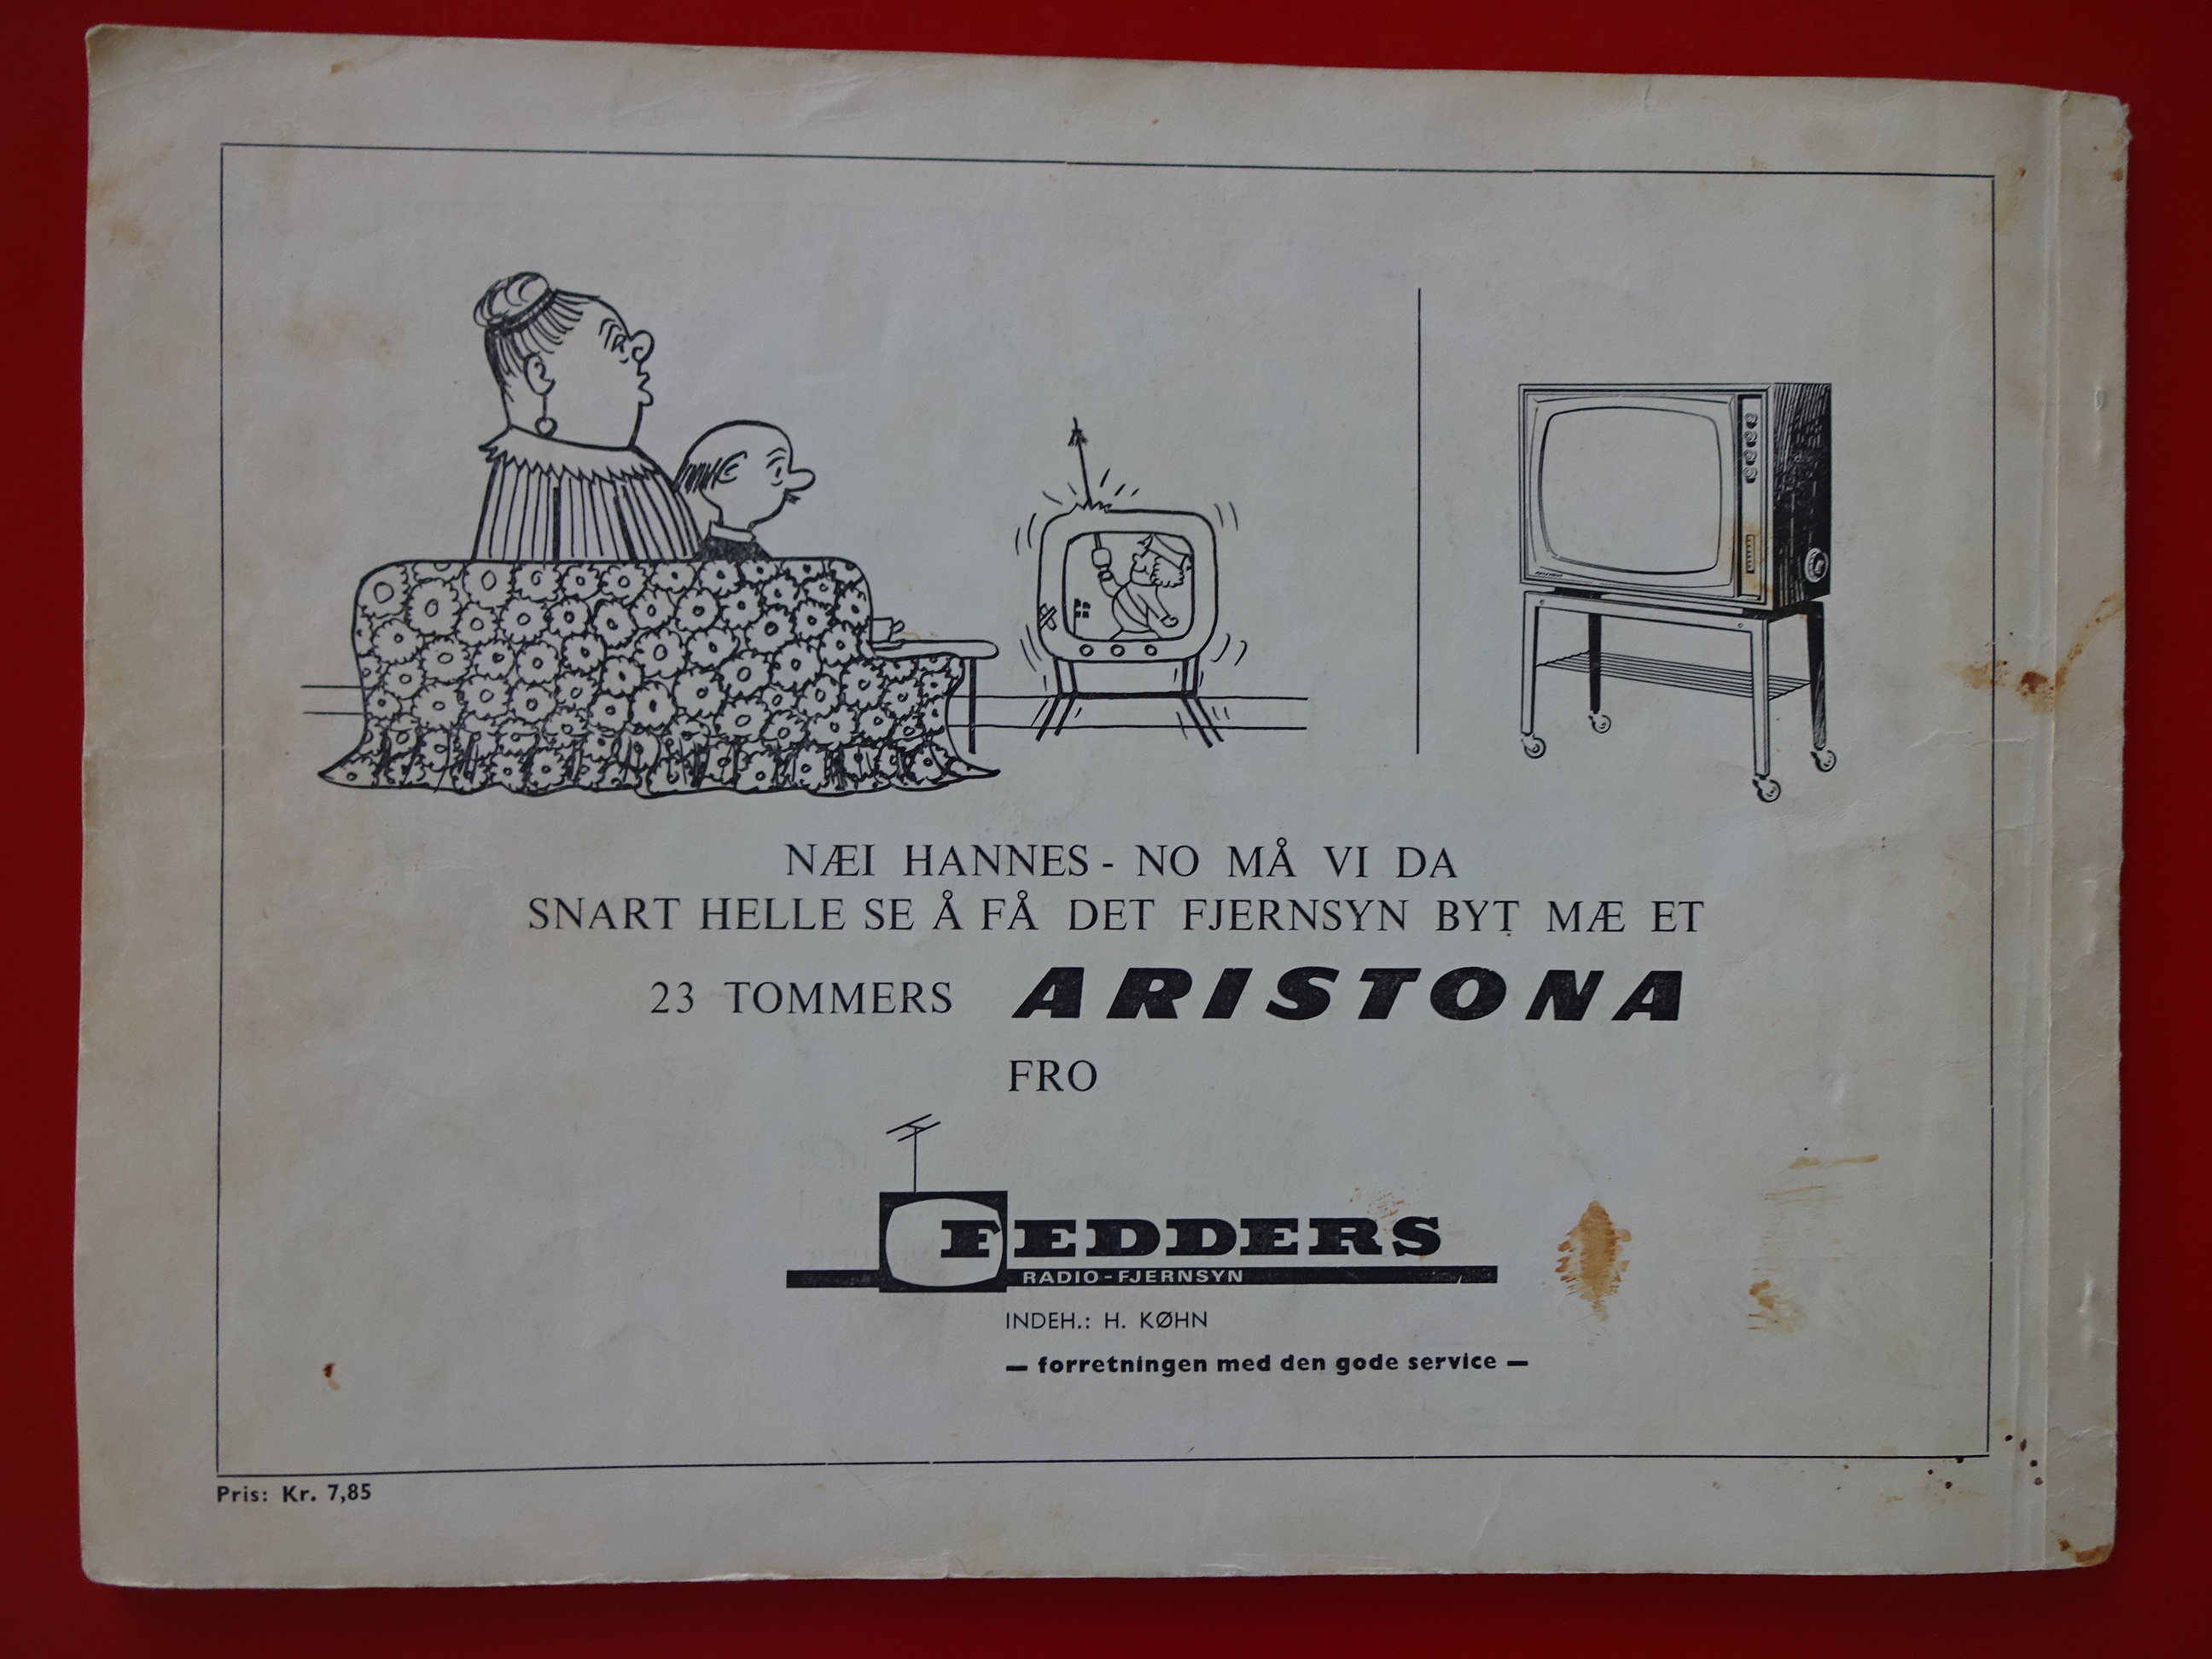 NÆI HANNES - NO MÅ VI DA
SNART HELLE SE Å FÅ DET FJERNSYN BYT MÆ ET
23 TOMMERS ARISTONA
FRO
FEDDERS
RADIO-FJERNSYN
INDEH.: H. KØHN
— forretningen med den gode service —
Pris: Kr. 7,85